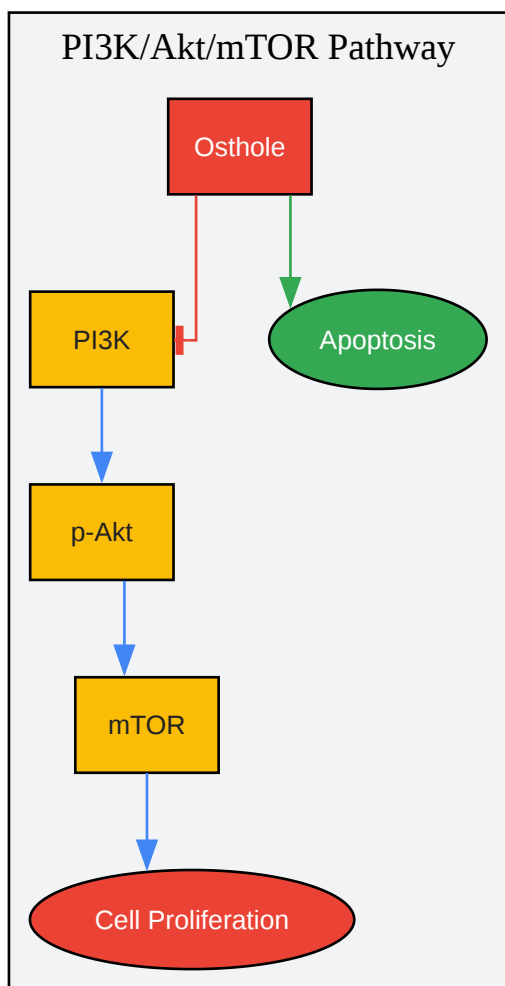 PI3K/Akt/mTOR Pathway
Osthole
PI3K
Apoptosis
p-Akt
mTOR
Cell Proliferation